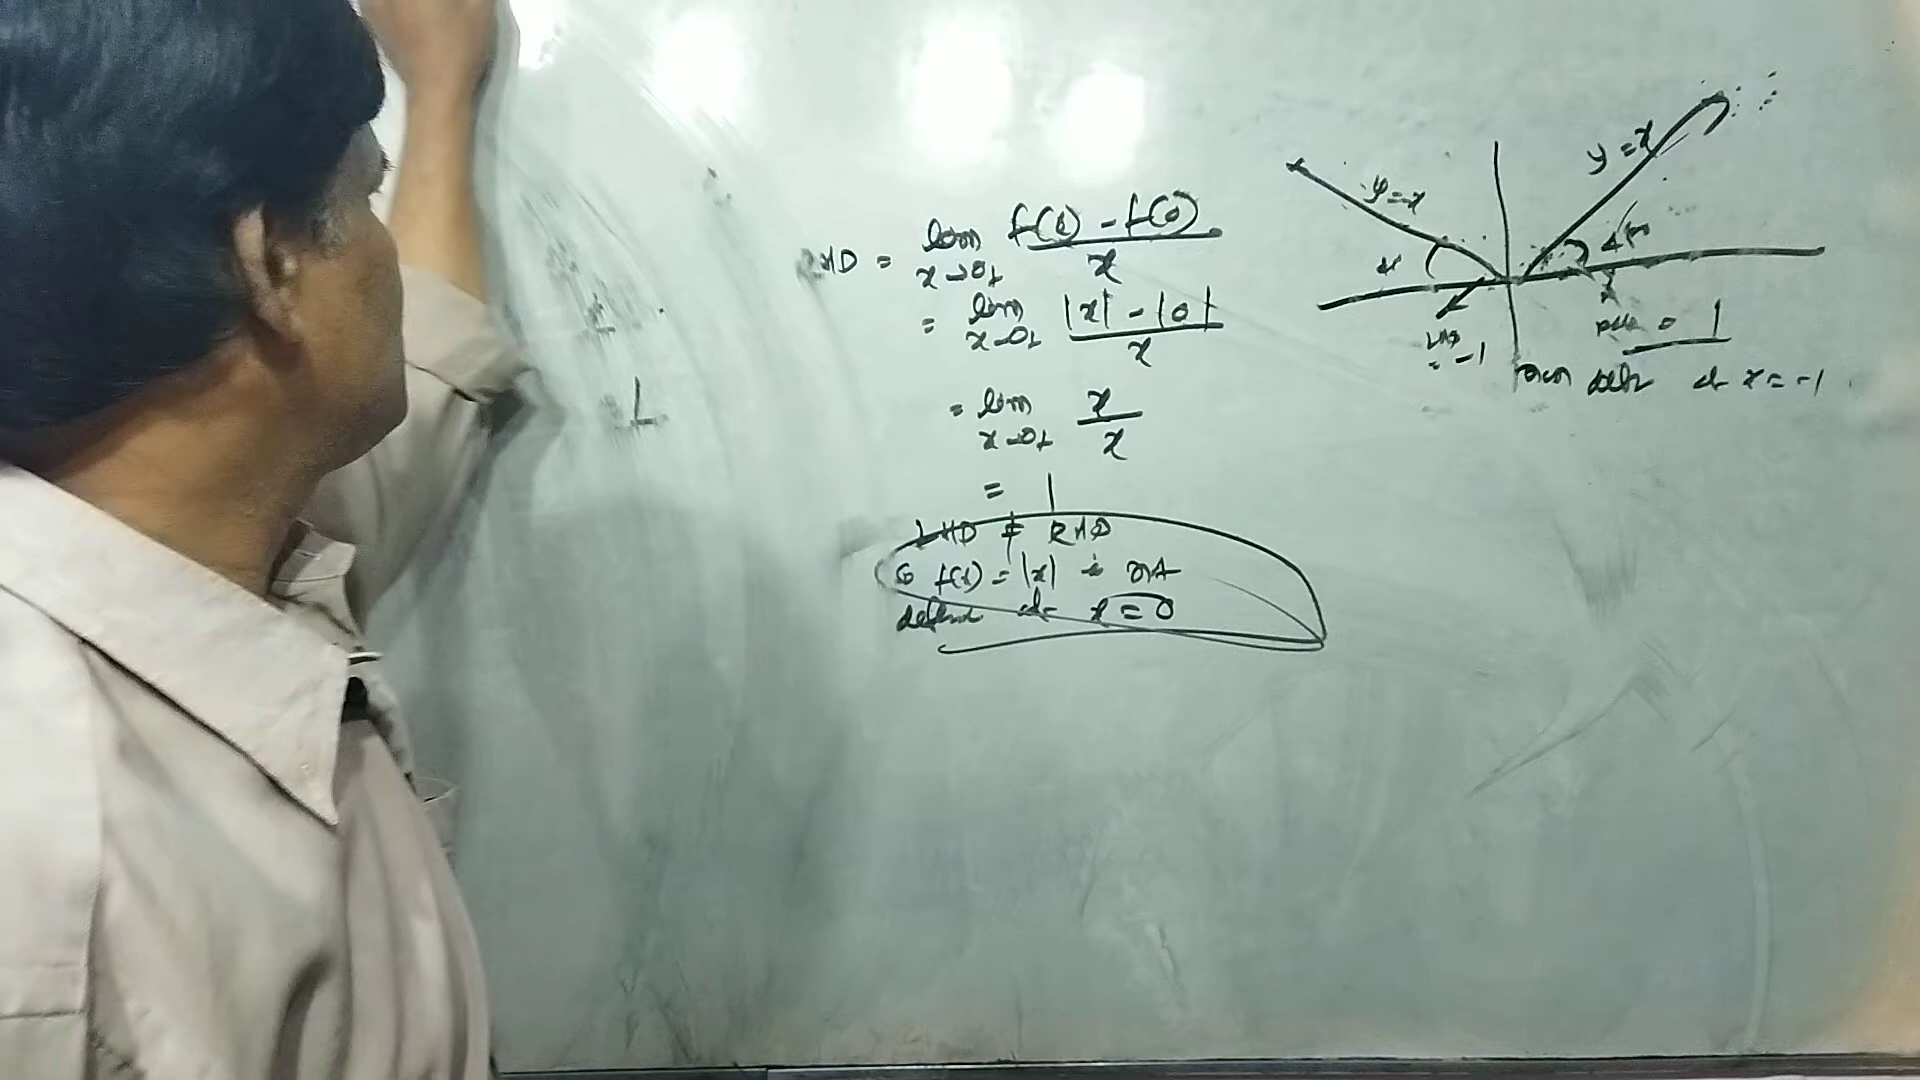 RHD = lim x→0+ f(x) - f(0) / x
= lim x→0+ |x| - |0| / x
= lim x→0+ x / x
= 1
LHD ≠ RHD
So f(x) = |x| is not
defined at x = 0
y = -x
y = x
LHD
= -1
RHD = 1
at x = -1